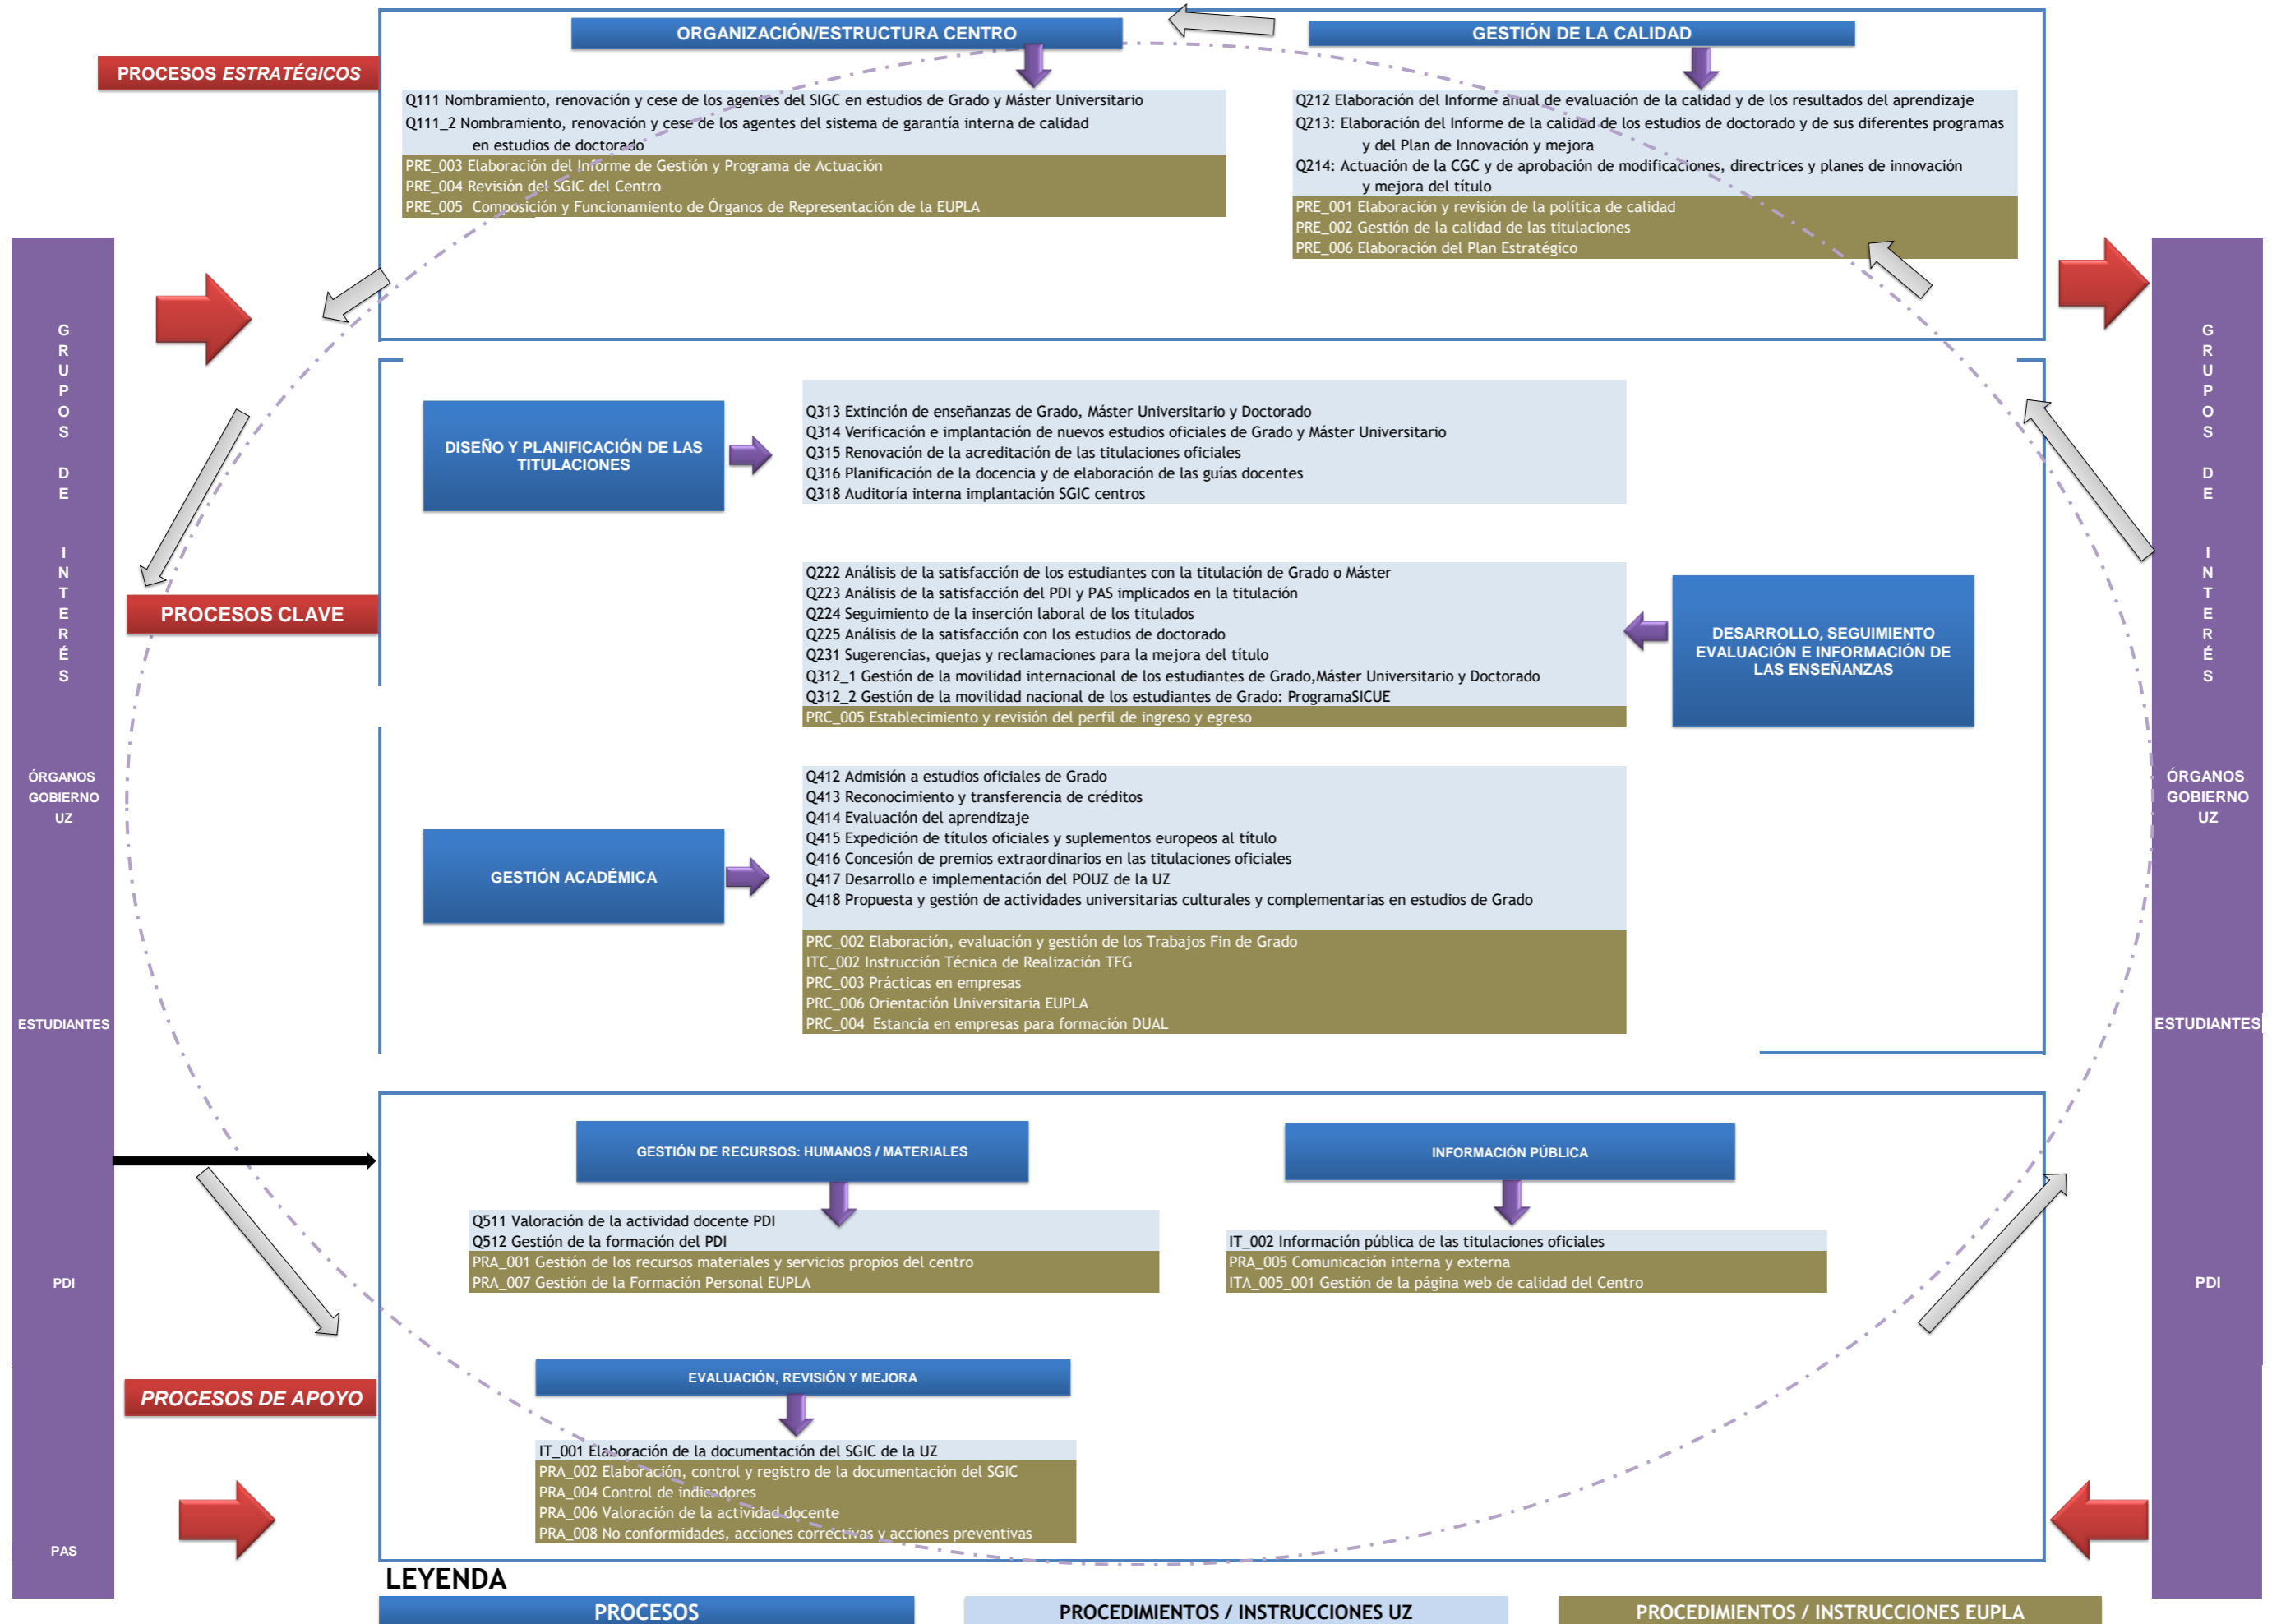 ORGANIZACIÓN/ESTRUCTURA CENTRO
GESTIÓN DE LA CALIDAD
PROCESOS ESTRATÉGICOS
Q111 Nombramiento, renovación y cese de los agentes del SIGC en estudios de Grado y Máster Universitario
Q111_2 Nombramiento, renovación y cese de los agentes del sistema de garantía interna de calidad
en estudios de doctorado
PRE_003 Elaboración del Informe de Gestión y Programa de Actuación
PRE_004 Revisión del SGIC del Centro
PRE_005 Composición y Funcionamiento de Órganos de Representación de la EUPLA
Q212 Elaboración del Informe anual de evaluación de la calidad y de los resultados del aprendizaje
Q213: Elaboración del Informe de la calidad de los estudios de doctorado y de sus diferentes programas
y del Plan de Innovación y mejora
Q214: Actuación de la CGC y de aprobación de modificaciones, directrices y planes de innovación
y mejora del título
PRE_001 Elaboración y revisión de la política de calidad
PRE_002 Gestión de la calidad de las titulaciones
PRE_006 Elaboración del Plan Estratégico
G
R
U
P
O
S
D
E
I
N
T
E
R
É
S
ÓRGANOS
GOBIERNO
UZ
ESTUDIANTES
PDI
PAS
PROCESOS CLAVE
DISEÑO Y PLANIFICACIÓN DE LAS
TITULACIONES
Q313 Extinción de enseñanzas de Grado, Máster Universitario y Doctorado
Q314 Verificación e implantación de nuevos estudios oficiales de Grado y Máster Universitario
Q315 Renovación de la acreditación de las titulaciones oficiales
Q316 Planificación de la docencia y de elaboración de las guías docentes
Q318 Auditoría interna implantación SGIC centros
Q222 Análisis de la satisfacción de los estudiantes con la titulación de Grado o Máster
Q223 Análisis de la satisfacción del PDI y PAS implicados en la titulación
Q224 Seguimiento de la inserción laboral de los titulados
Q225 Análisis de la satisfacción con los estudios de doctorado
Q231 Sugerencias, quejas y reclamaciones para la mejora del título
Q312_1 Gestión de la movilidad internacional de los estudiantes de Grado,Máster Universitario y Doctorado
Q312_2 Gestión de la movilidad nacional de los estudiantes de Grado: ProgramaSICUE
PRC_005 Establecimiento y revisión del perfil de ingreso y egreso
DESARROLLO, SEGUIMIENTO
EVALUACIÓN E INFORMACIÓN DE
LAS ENSEÑANZAS
GESTIÓN ACADÉMICA
Q412 Admisión a estudios oficiales de Grado
Q413 Reconocimiento y transferencia de créditos
Q414 Evaluación del aprendizaje
Q415 Expedición de títulos oficiales y suplementos europeos al título
Q416 Concesión de premios extraordinarios en las titulaciones oficiales
Q417 Desarrollo e implementación del POUZ de la UZ
Q418 Propuesta y gestión de actividades universitarias culturales y complementarias en estudios de Grado
PRC_002 Elaboración, evaluación y gestión de los Trabajos Fin de Grado
ITC_002 Instrucción Técnica de Realización TFG
PRC_003 Prácticas en empresas
PRC_006 Orientación Universitaria EUPLA
PRC_004 Estancia en empresas para formación DUAL
GESTIÓN DE RECURSOS: HUMANOS / MATERIALES
INFORMACIÓN PÚBLICA
Q511 Valoración de la actividad docente PDI
Q512 Gestión de la formación del PDI
PRA_001 Gestión de los recursos materiales y servicios propios del centro
PRA_007 Gestión de la Formación Personal EUPLA
IT_002 Información pública de las titulaciones oficiales
PRA_005 Comunicación interna y externa
ITA_005_001 Gestión de la página web de calidad del Centro
PROCESOS DE APOYO
EVALUACIÓN, REVISIÓN Y MEJORA
IT_001 Elaboración de la documentación del SGIC de la UZ
PRA_002 Elaboración, control y registro de la documentación del SGIC
PRA_004 Control de indicadores
PRA_006 Valoración de la actividad docente
PRA_008 No conformidades, acciones correctivas y acciones preventivas
G
R
U
P
O
S
D
E
I
N
T
E
R
É
S
ÓRGANOS
GOBIERNO
UZ
ESTUDIANTES
PDI
LEYENDA
PROCESOS
PROCEDIMIENTOS / INSTRUCCIONES UZ
PROCEDIMIENTOS / INSTRUCCIONES EUPLA